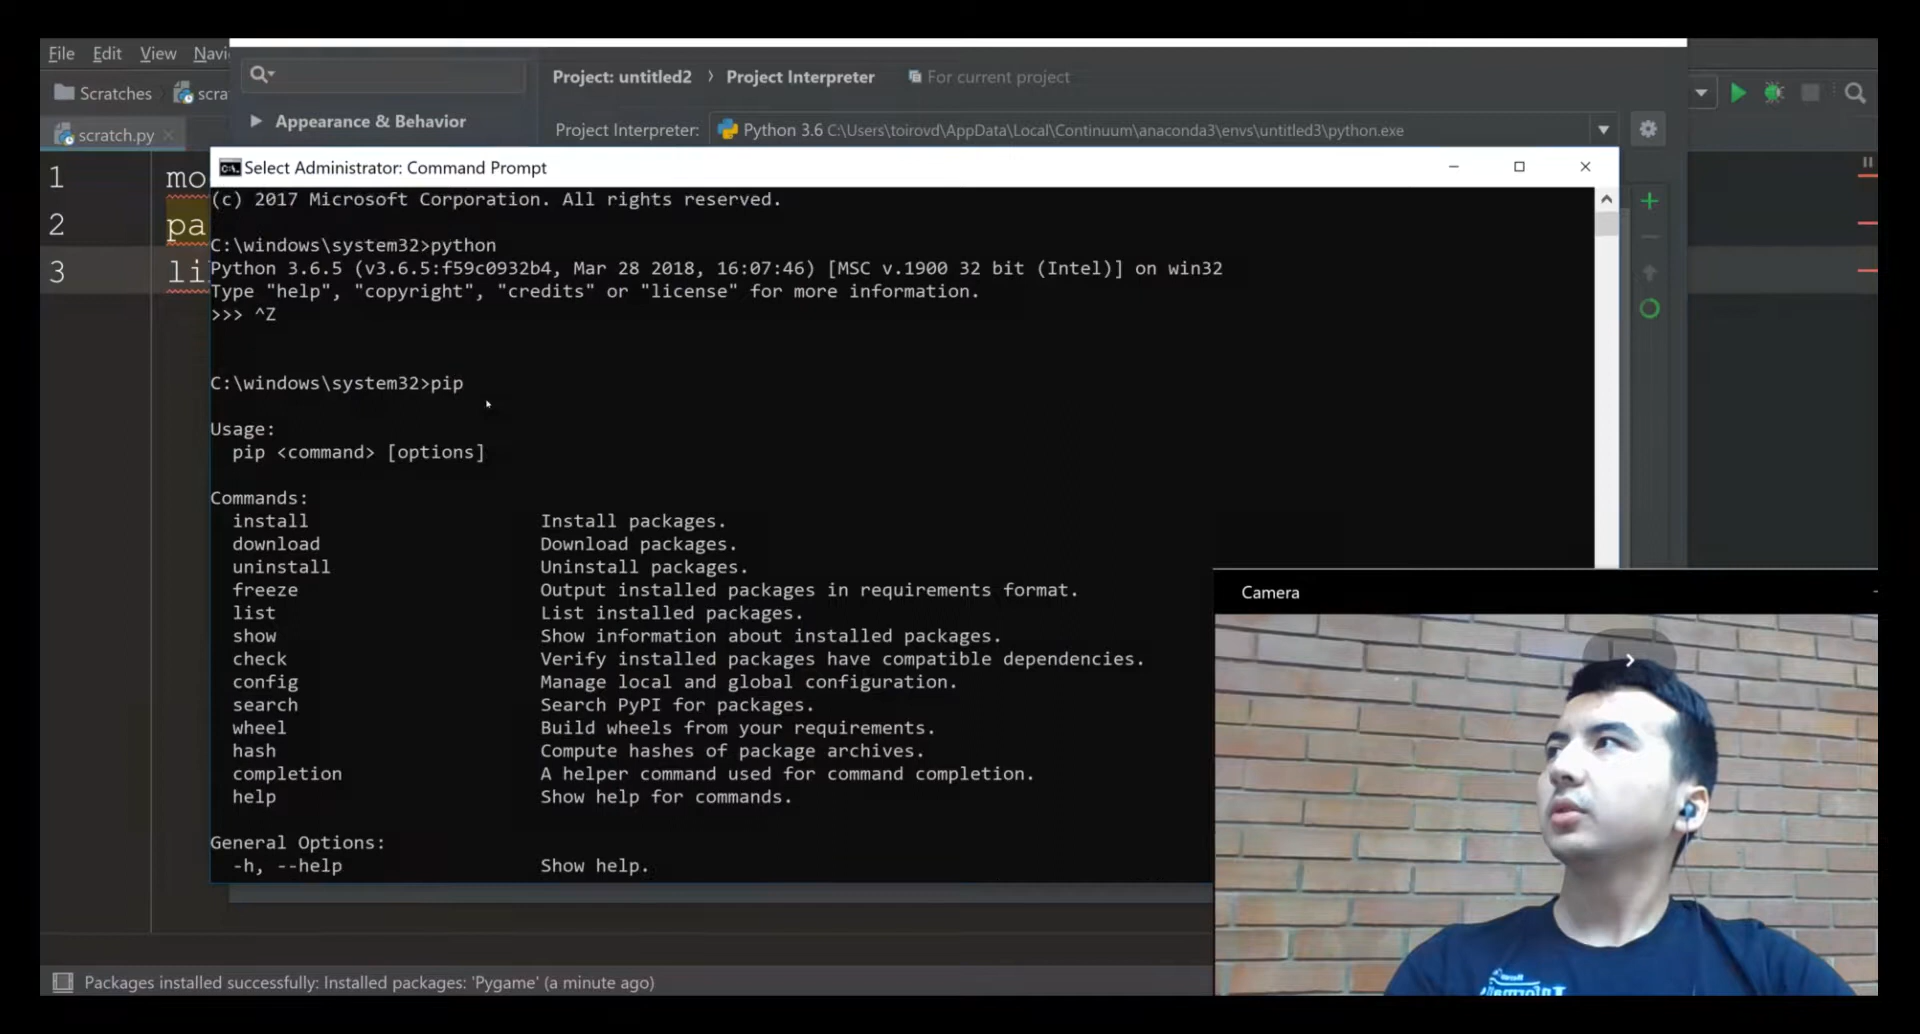 File Edit View Navi
Project: untitled2 › Project Interpreter For current project
Scratches scra
Appearance & Behavior
Project Interpreter: Python 3.6 C:\Users\toirovd\AppData\Local\Continuum\anaconda3\envs\untitled3\python.exe
scratch.py
Select Administrator: Command Prompt
1 mo
2 pa
3 li
(c) 2017 Microsoft Corporation. All rights reserved.
C:\windows\system32>python
Python 3.6.5 (v3.6.5:f59c0932b4, Mar 28 2018, 16:07:46) [MSC v.1900 32 bit (Intel)] on win32
Type "help", "copyright", "credits" or "license" for more information.
>>> ^Z
C:\windows\system32>pip
Usage:
pip <command> [options]
Commands:
install Install packages.
download Download packages.
uninstall Uninstall packages.
freeze Output installed packages in requirements format.
list List installed packages.
show Show information about installed packages.
check Verify installed packages have compatible dependencies.
config Manage local and global configuration.
search Search PyPI for packages.
wheel Build wheels from your requirements.
hash Compute hashes of package archives.
completion A helper command used for command completion.
help Show help for commands.
General Options:
-h, --help Show help.
Camera
Packages installed successfully: Installed packages: 'Pygame' (a minute ago)